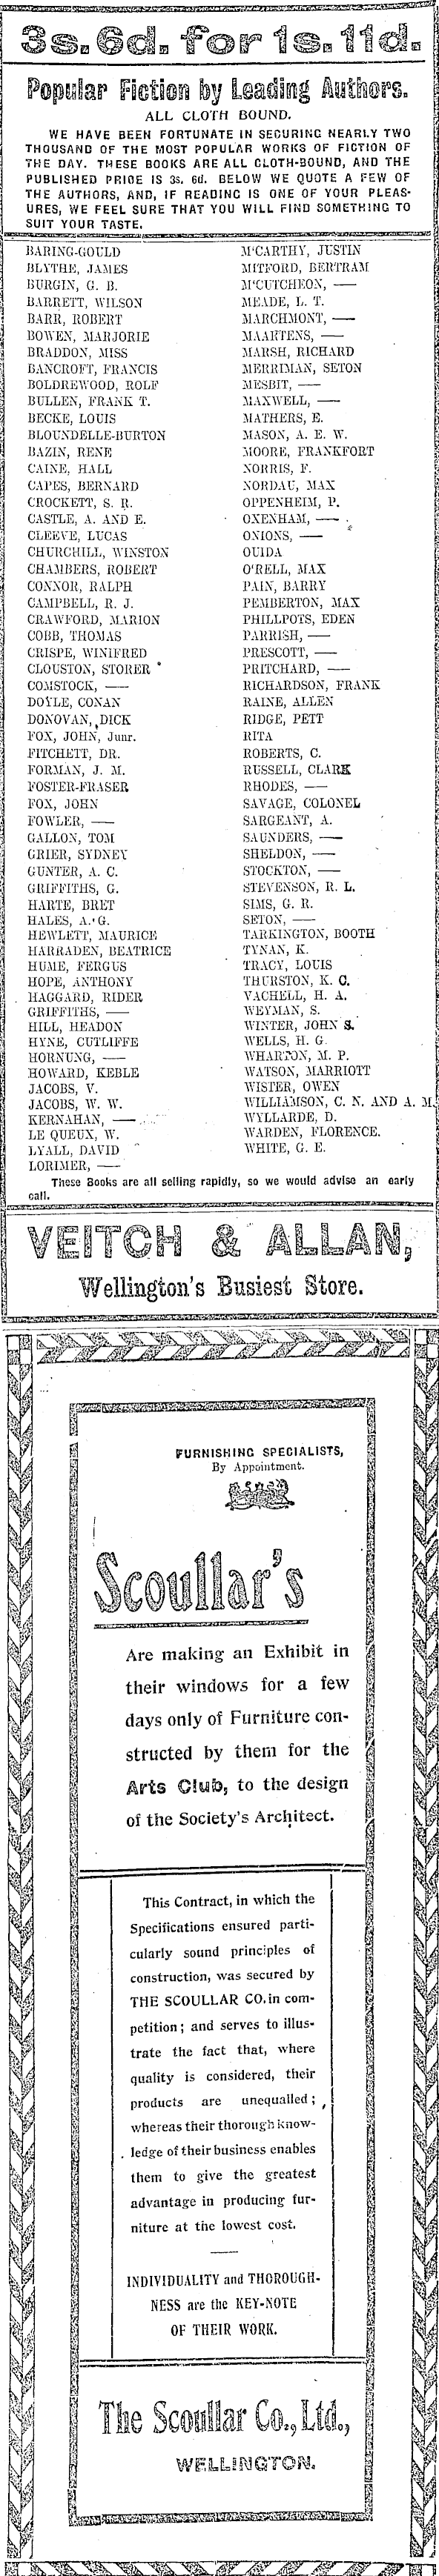 3s. 6d. for 1s. 11d.
Popular Fiction by Leading Authors.
ALL CLOTH BOUND.
WE HAVE BEEN FORTUNATE IN SECURING NEARLY TWO
THOUSAND OF THE MOST POPULAR WORKS OF FICTION OF
THE DAY. THESE BOOKS ARE ALL CLOTH-BOUND, AND THE
PUBLISHED PRICE IS 3s. 6d. BELOW WE QUOTE A FEW OF
THE AUTHORS, AND, IF READING IS ONE OF YOUR PLEAS-
URES, WE FEEL SURE THAT YOU WILL FIND SOMETHING TO
SUIT YOUR TASTE.
BARING-GOULD
BLYTHE, JAMES
BURGIN, G. B.
BARRETT, WILSON
BARR, ROBERT
BOWEN, MARJORIE
BRADDON, MISS
BANCROFT, FRANCIS
BOLDREWOOD, ROLF
BULLEN, FRANK T.
BECKE, LOUIS
BLOUNDELLE-BURTON
BAZIN, RENE
CAINE, HALL
CAPES, BERNARD
CROCKETT, S. R.
CASTLE, A. AND E.
CLEEVE, LUCAS
CHURCHILL, WINSTON
CHAMBERS, ROBERT
CONNOR, RALPH
CAMPBELL, R. J.
CRAWFORD, MARION
COBB, THOMAS
CRISPE, WINIFRED
CLOUSTON, STORER
COMSTOCK, ——
DOYLE, CONAN
DONOVAN, DICK
FOX, JOHN, Junr.
FITCHETT, DR.
FORMAN, J. M.
FOSTER-FRASER
FOX, JOHN
FOWLER, ——
GALLON, TOM
GRIER, SYDNEY
GUNTER, A. C.
GRIFFITHS, G.
HARTE, BRET
HALES, A. G.
HEWLETT, MAURICE
HARRADEN, BEATRICE
HUME, FERGUS
HOPE, ANTHONY
HAGGARD, RIDER
GRIFFITHS, ——
HILL, HEADON
HYNE, CUTLIFFE
HORNUNG, ——
HOWARD, KEBLE
JACOBS, V.
JACOBS, W. W.
KERNAHAN, ——
LE QUEUX, W.
LYALL, DAVID
LORIMER, ——
M'CARTHY, JUSTIN
MITFORD, BERTRAM
M'CUTCHEON, ——
MEADE, L. T.
MARCHMONT, ——
MAARTENS, ——
MARSH, RICHARD
MERRIMAN, SETON
MESBIT, ——
MAXWELL, ——
MATHERS, E.
MASON, A. E. W.
MOORE, FRANKFORT
NORRIS, F.
NORDAU, MAX
OPPENHEIM, P.
OXENHAM, ——
ONIONS, ——
OUIDA
O'RELL, MAX
PAIN, BARRY
PEMBERTON, MAX
PHILLPOTS, EDEN
PARRISH, ——
PRESCOTT, ——
PRITCHARD, ——
RICHARDSON, FRANK
RAINE, ALLEN
RIDGE, PETT
RITA
ROBERTS, C.
RUSSELL, CLARK
RHODES, ——
SAVAGE, COLONEL
SARGEANT, A.
SAUNDERS, ——
SHELDON, ——
STOCKTON, ——
STEVENSON, R. L.
SIMS, G. R.
SETON, ——
TARKINGTON, BOOTH
TYNAN, K.
TRACY, LOUIS
THURSTON, K. C.
VACHELL, H. A.
WEYMAN, S.
WINTER, JOHN S.
WELLS, H. G.
WHARTON, M. P.
WATSON, MARRIOTT
WISTER, OWEN
WILLIAMSON, C. N. AND A. M.
WYLLARDE, D.
WARDEN, FLORENCE.
WHITE, G. E.
These Books are all selling rapidly, so we would advise an early
call.
VEITCH & ALLAN,
Wellington's Busiest Store.
FURNISHING SPECIALISTS,
By Appointment.
Scoullar's
Are making an Exhibit in
their windows for a few
days only of Furniture con-
structed by them for the
Arts Club, to the design
of the Society's Architect.
This Contract, in which the
Specifications ensured parti-
cularly sound principles of
construction, was secured by
THE SCOULLAR CO. in com-
petition; and serves to illus-
trate the fact that, where
quality is considered, their
products are unequalled;
whereas their thorough know-
ledge of their business enables
them to give the greatest
advantage in producing fur-
niture at the lowest cost.
INDIVIDUALITY and THOROUGH-
NESS are the KEY-NOTE
OF THEIR WORK.
The Scoullar Co., Ltd.,
WELLINGTON.